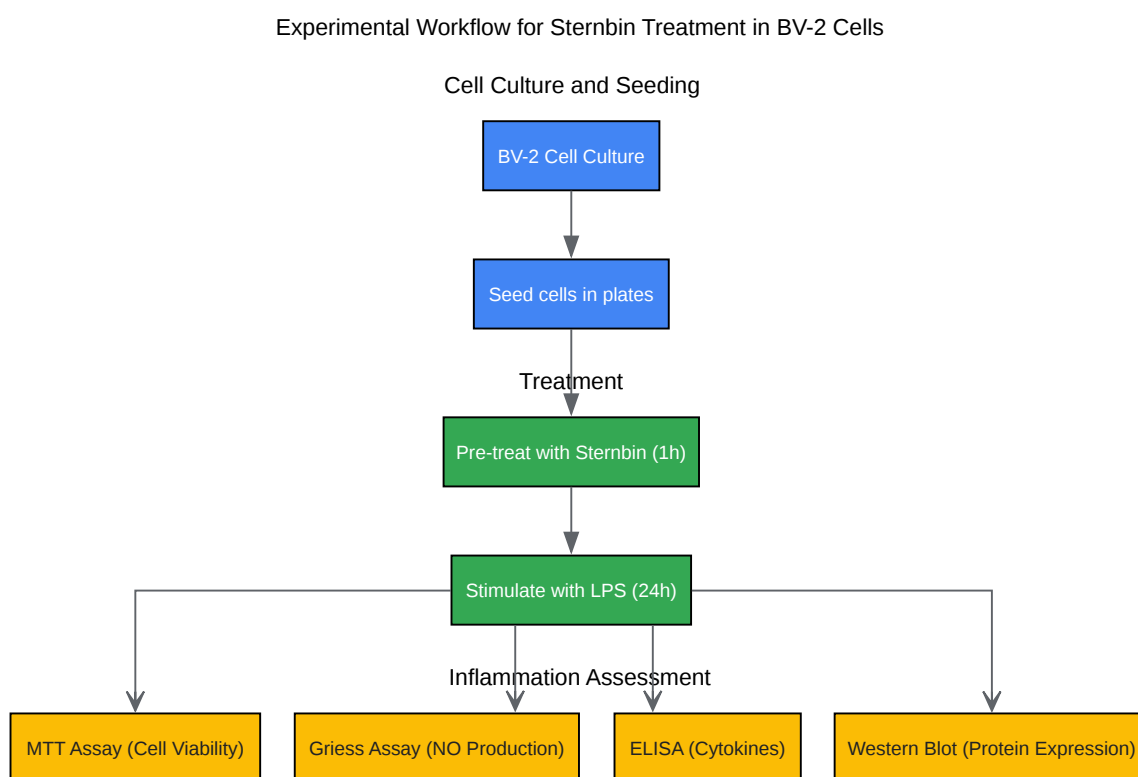 Experimental Workflow for Sternbin Treatment in BV-2 Cells
Cell Culture and Seeding
BV-2 Cell Culture
Seed cells in plates
Treatment
Pre-treat with Sternbin (1h)
Stimulate with LPS (24h)
Inflammation Assessment
MTT Assay (Cell Viability)
Griess Assay (NO Production)
ELISA (Cytokines)
Western Blot (Protein Expression)